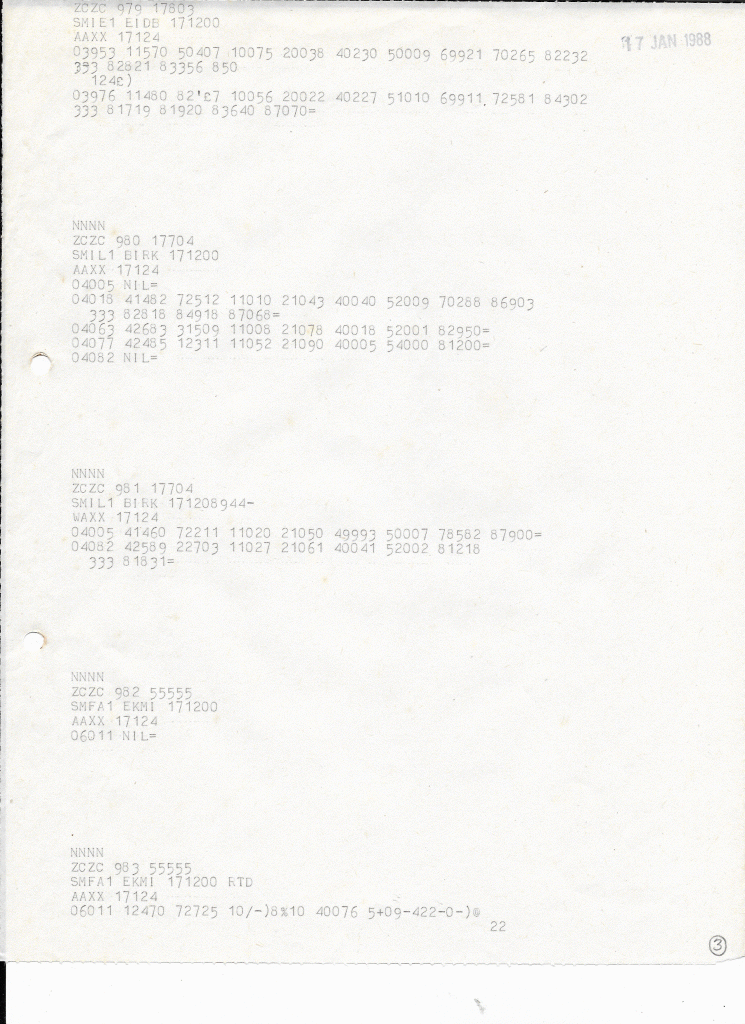 ZCZC 979 17803
SMIE1 EIDB 171200
17 JAN 1988
AAXX 17124
03953 11570 50407 10075 20038 40230 50009 69921 70265 82232
333 82821 83356 850
124£)
03976 11480 82'£7 10056 20022 40227 51010 69911 72581 84302
333 81719 81920 83640 87070=
NNNN
ZCZC 980 17704
SMIL1 BIRK 171200
AAXX 17124
04005 NIL=
04018 41482 72512 11010 21043 40040 52009 70288 86903
333 82818 84918 87068=
04063 42683 31509 11008 21078 40018 52001 82950=
04077 42485 12311 11052 21090 40005 54000 81200=
04082 NIL=
NNNN
ZCZC 981 17704
SMIL1 BIRK 171208944-
WAXX 17124
04005 41460 72211 11020 21050 49993 50007 78582 87900=
04082 42589 22703 11027 21061 40041 52002 81218
333 81831=
NNNN
ZCZC 982 55555
SMFA1 EKMI 171200
AAXX 17124
06011 NIL=
NNNN
ZCZC 983 55555
SMFA1 EKMI 171200 RTD
AAXX 17124
06011 12470 72725 10/-)8%10 40076 5+09-422-0-)@
22
3